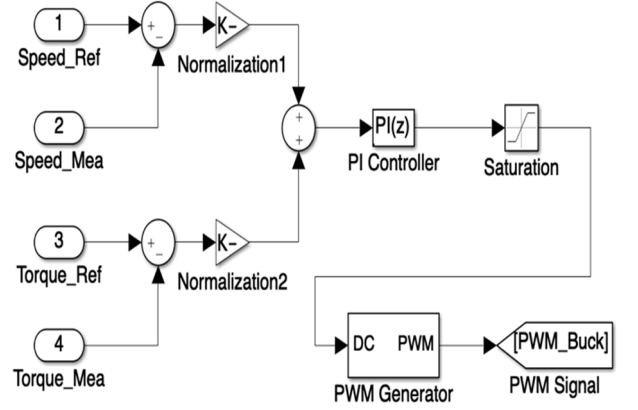 1
Speed_Ref
+
−
K-
Normalization1
2
Speed_Mea
+
+
PI(z)
PI Controller
Saturation
3
Torque_Ref
+
−
K-
Normalization2
4
Torque_Mea
DC PWM
PWM Generator
[PWM_Buck]
PWM Signal